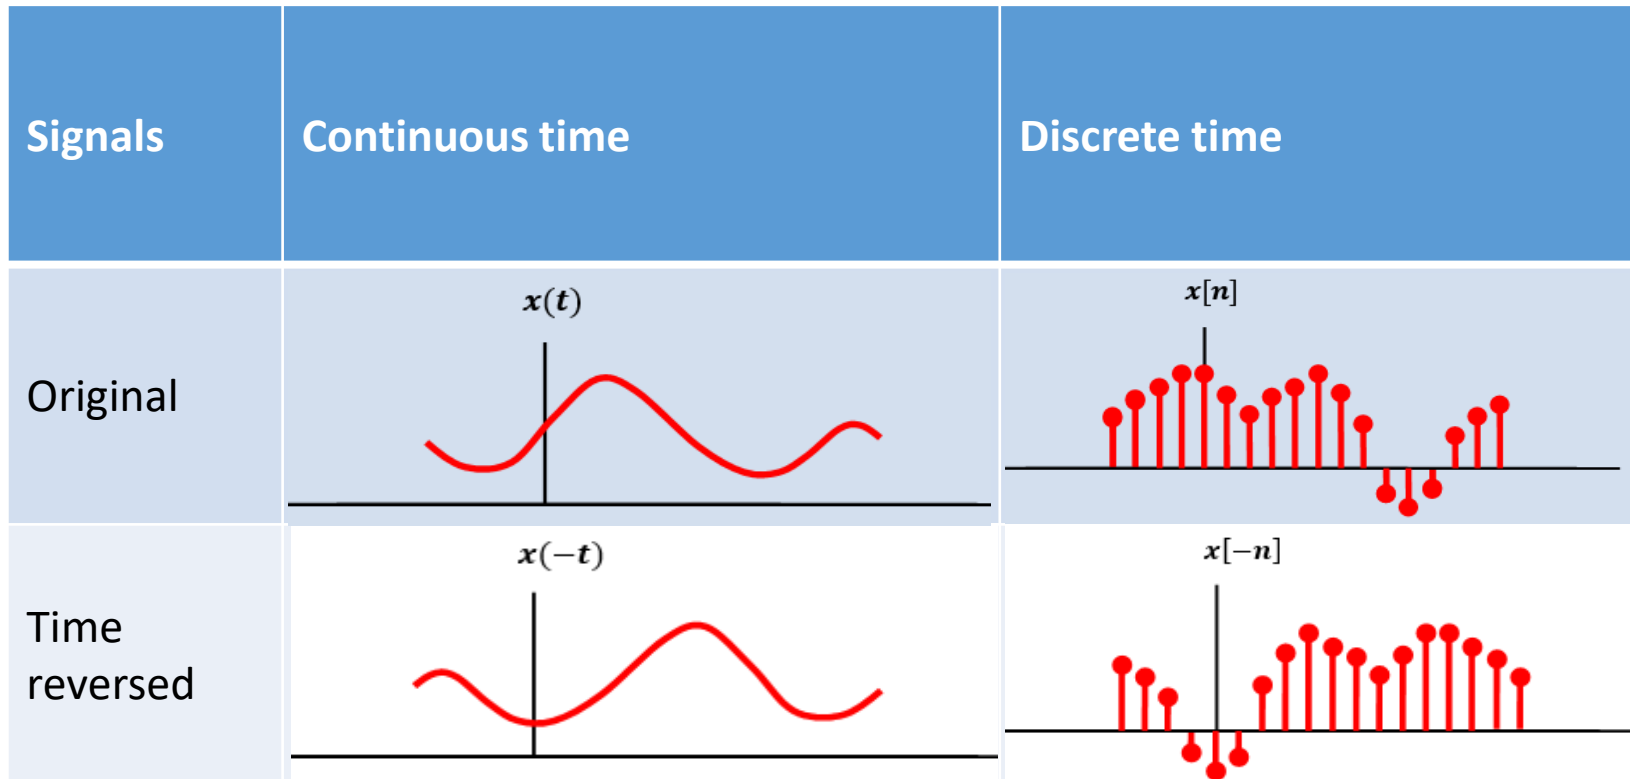 Signals
Continuous time
Discrete time
Original
x(t)
x[n]
Time
reversed
x(−t)
x[−n]